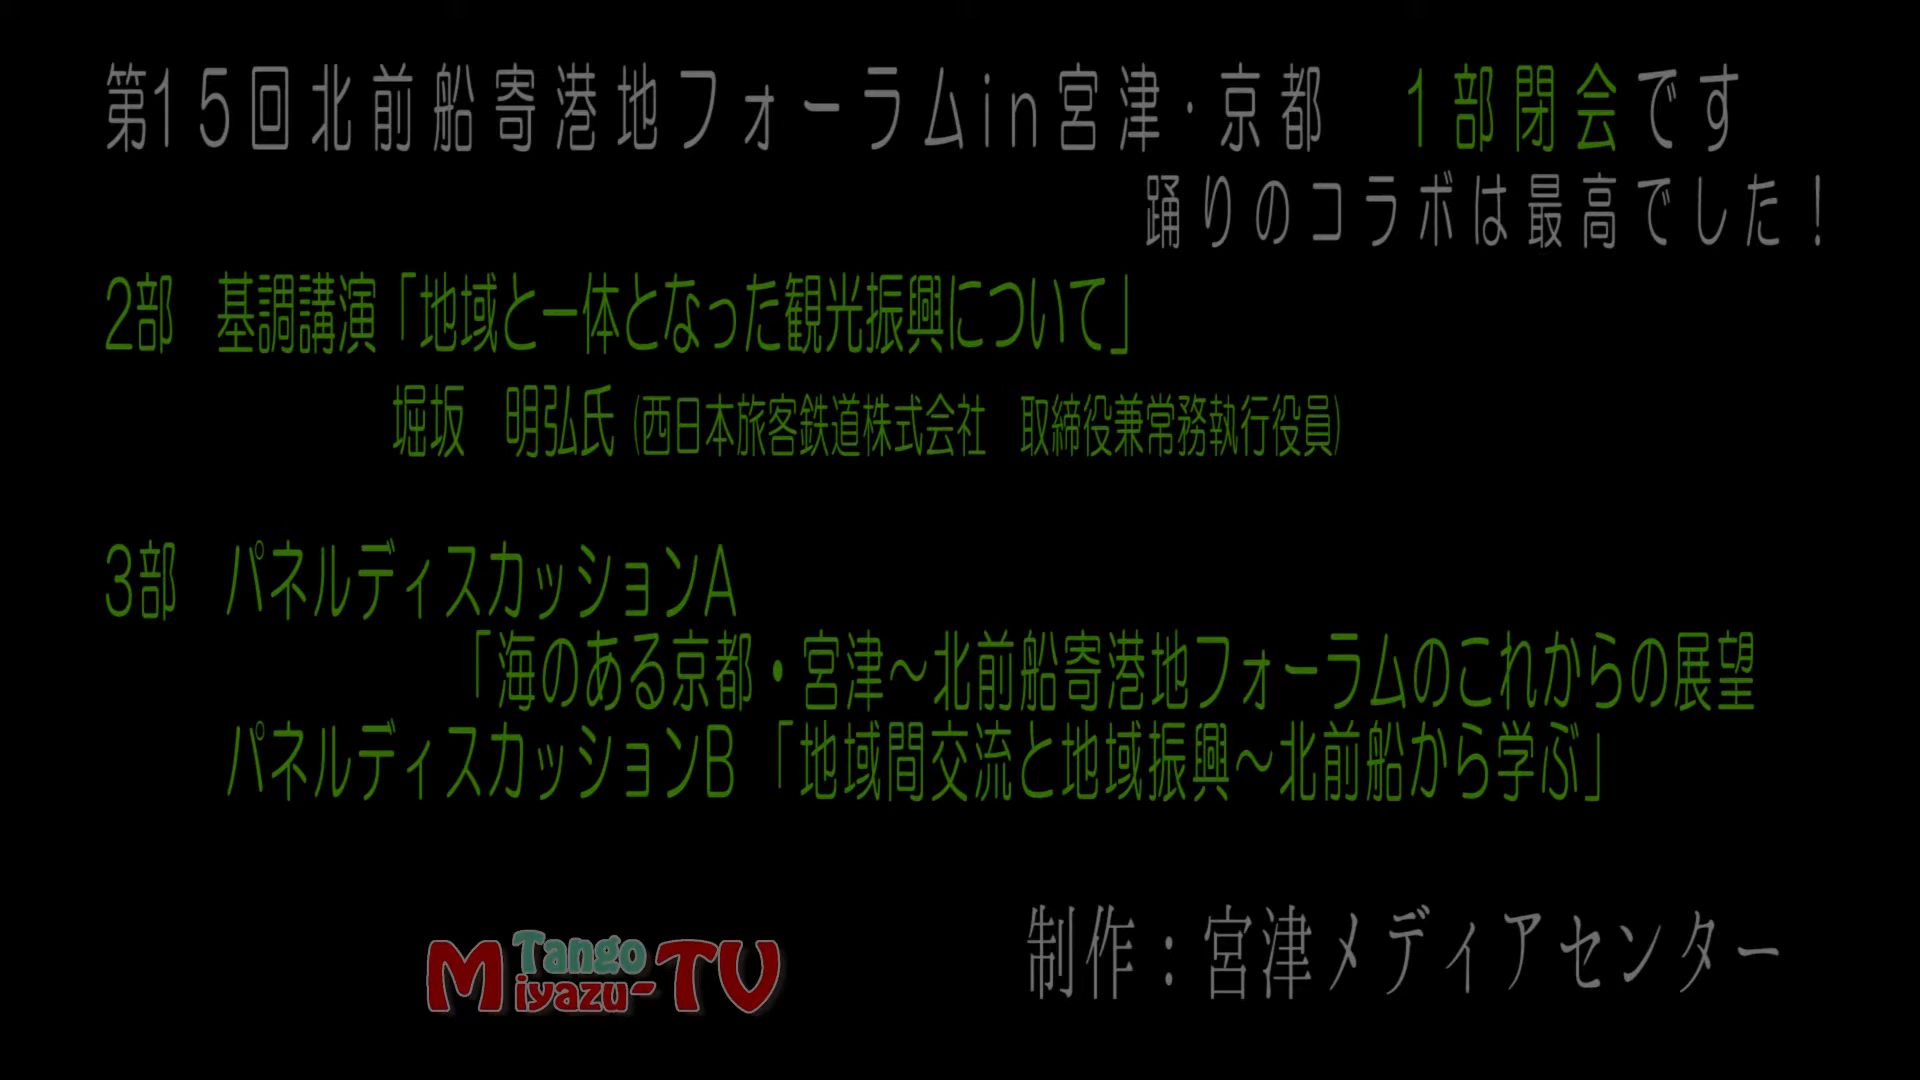 第15回北前船寄港地フォーラムin宮津・京都　1部閉会です
踊りのコラボは最高でした!
2部　基調講演「地域と一体となった観光振興について」
堀坂　明弘氏(西日本旅客鉄道株式会社　取締役兼常務執行役員)
3部　パネルディスカッションA
「海のある京都・宮津～北前船寄港地フォーラムのこれからの展望
パネルディスカッションB「地域間交流と地域振興～北前船から学ぶ」
制作：宮津メディアセンター
Tango
Miyazu-TV